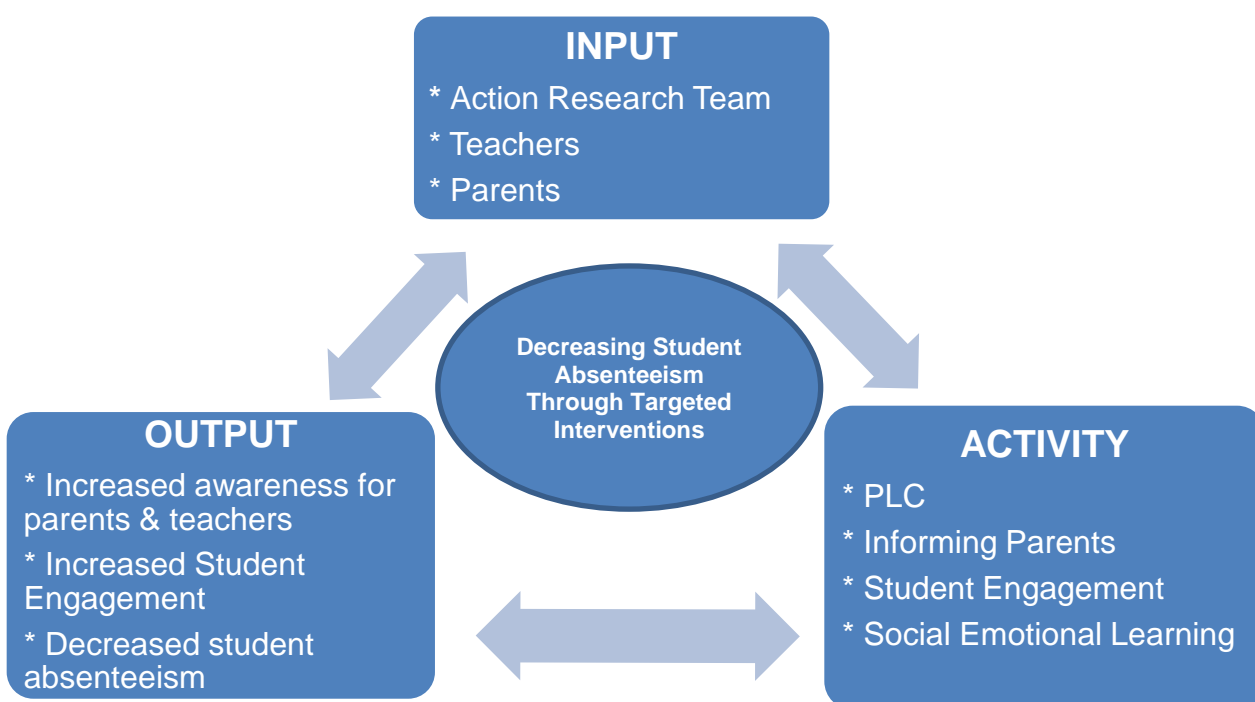 INPUT
* Action Research Team
* Teachers
* Parents
Decreasing Student
Absenteeism
Through Targeted
Interventions
OUTPUT
* Increased awareness for
parents & teachers
* Increased Student
Engagement
* Decreased student
absenteeism
ACTIVITY
* PLC
* Informing Parents
* Student Engagement
* Social Emotional Learning